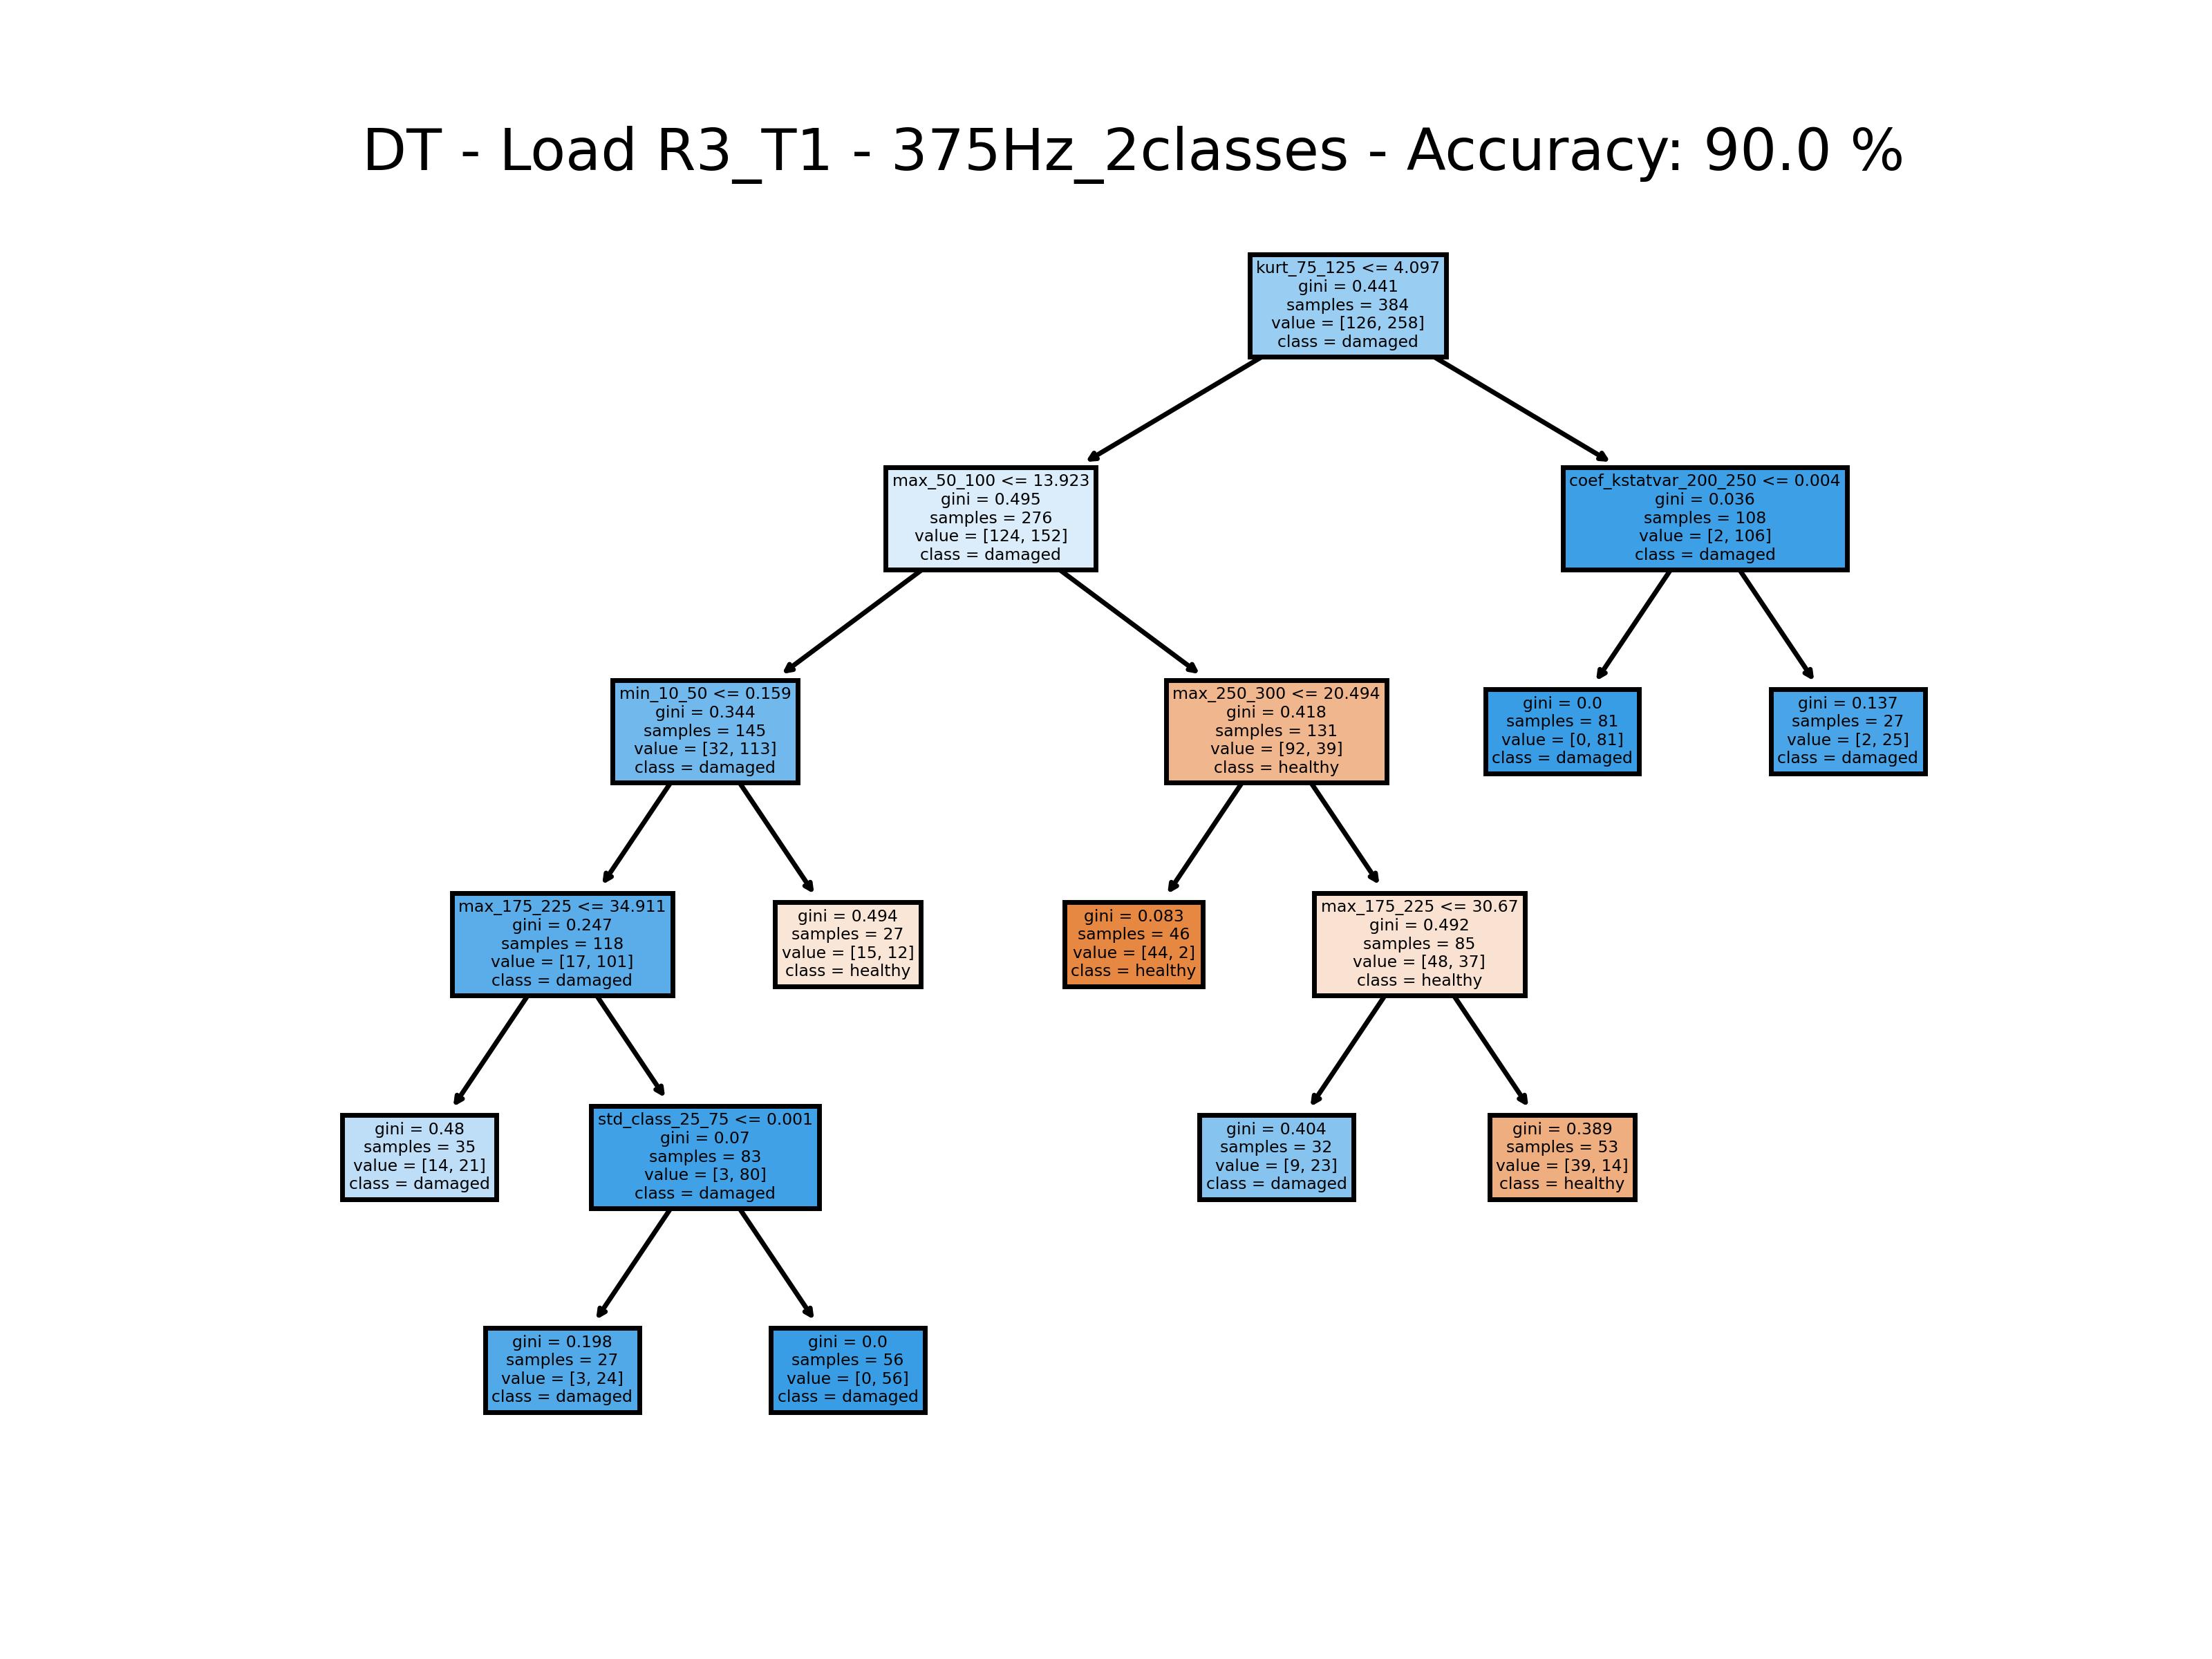 DT - Load R3_T1 - 375Hz_2classes - Accuracy: 90.0 %
kurt_75_125 <= 4.097
gini = 0.441
samples = 384
value = [126, 258]
class = damaged
max_50_100 <= 13.923
gini = 0.495
samples = 276
value = [124, 152]
class = damaged
coef_kstatvar_200_250 <= 0.004
gini = 0.036
samples = 108
value = [2, 106]
class = damaged
min_10_50 <= 0.159
gini = 0.344
samples = 145
value = [32, 113]
class = damaged
max_250_300 <= 20.494
gini = 0.418
samples = 131
value = [92, 39]
class = healthy
gini = 0.0
samples = 81
value = [0, 81]
class = damaged
gini = 0.137
samples = 27
value = [2, 25]
class = damaged
max_175_225 <= 34.911
gini = 0.247
samples = 118
value = [17, 101]
class = damaged
gini = 0.494
samples = 27
value = [15, 12]
class = healthy
gini = 0.083
samples = 46
value = [44, 2]
class = healthy
max_175_225 <= 30.67
gini = 0.492
samples = 85
value = [48, 37]
class = healthy
gini = 0.48
samples = 35
value = [14, 21]
class = damaged
std_class_25_75 <= 0.001
gini = 0.07
samples = 83
value = [3, 80]
class = damaged
gini = 0.404
samples = 32
value = [9, 23]
class = damaged
gini = 0.389
samples = 53
value = [39, 14]
class = healthy
gini = 0.198
samples = 27
value = [3, 24]
class = damaged
gini = 0.0
samples = 56
value = [0, 56]
class = damaged